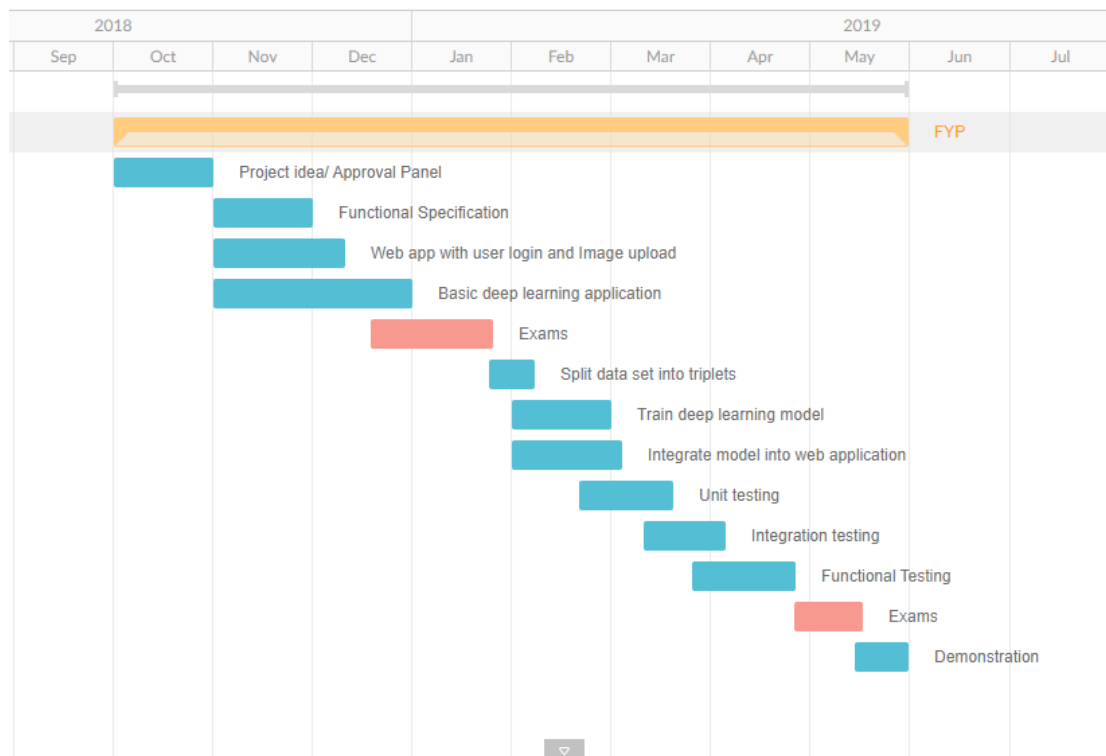 2018 2019
Sep Oct Nov Dec Jan Feb Mar Apr May Jun Jul
FYP
Project idea/ Approval Panel
Functional Specification
Web app with user login and Image upload
Basic deep learning application
Exams
Split data set into triplets
Train deep learning model
Integrate model into web application
Unit testing
Integration testing
Functional Testing
Exams
Demonstration